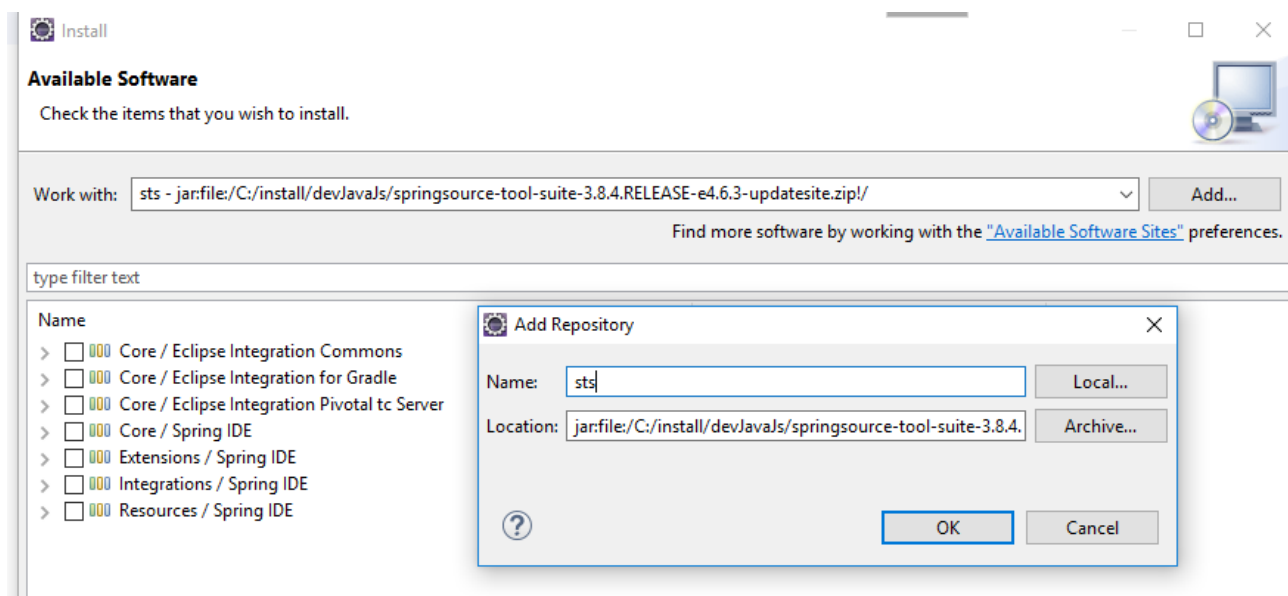 Install
Available Software
Check the items that you wish to install.
Work with: sts - jar:file:/C:/install/devJavaJs/springsource-tool-suite-3.8.4.RELEASE-e4.6.3-updatesite.zip!/ Add...
Find more software by working with the "Available Software Sites" preferences.
type filter text
Name
Core / Eclipse Integration Commons
Core / Eclipse Integration for Gradle
Core / Eclipse Integration Pivotal tc Server
Core / Spring IDE
Extensions / Spring IDE
Integrations / Spring IDE
Resources / Spring IDE
Add Repository
Name: sts Local...
Location: jar:file:/C:/install/devJavaJs/springsource-tool-suite-3.8.4. Archive...
? OK Cancel